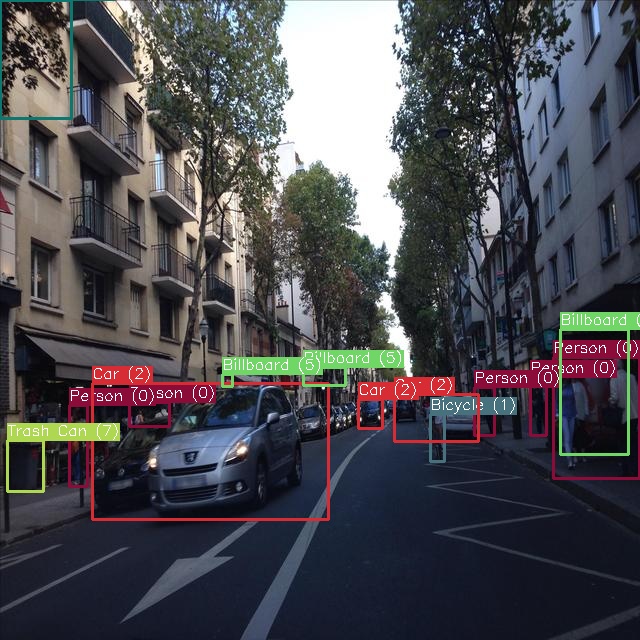 Billboard (
Billboard (5)
Billboard (5)
Person (0)
Person (0)
Car (2)
Car (2)
(2)
Person (0)
Person (0)
son (0)
Bicycle (1)
Trash Can (7)